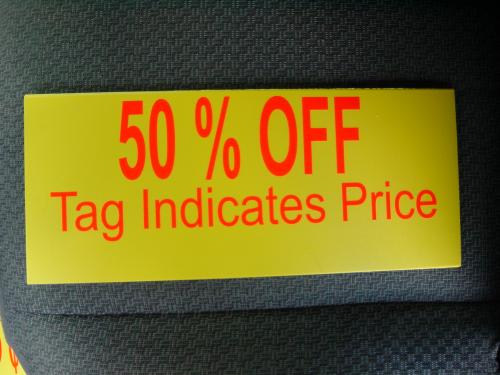 50 % OFF
Tag Indicates Price